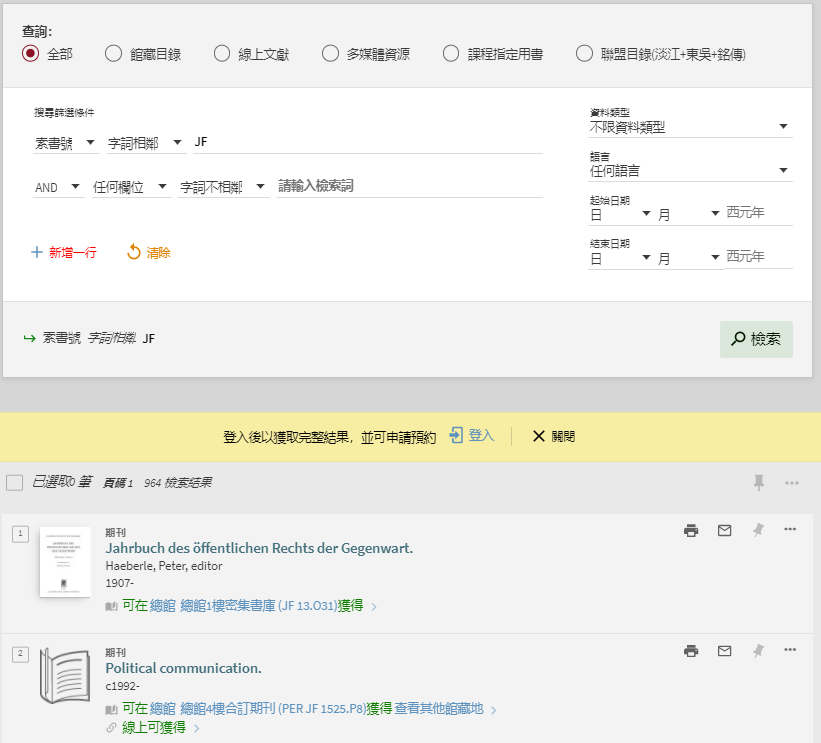 查詢:
全部 館藏目錄 線上文獻 多媒體資源 課程指定用書 聯盟目錄(淡江+東吳+銘傳)
搜尋篩選條件
索書號 字詞相鄰 JF
AND 任何欄位 字詞不相鄰 請輸入檢索詞
新增一行 清除
資料類型
不限資料類型
語言
任何語言
起始日期
日 月 西元年
結束日期
日 月 西元年
索書號 字詞相鄰 JF
檢索
登入後以獲取完整結果，並可申請預約 登入 關閉
已選取0 筆 頁碼 1 964 檢索結果
1
期刊
Jahrbuch des öffentlichen Rechts der Gegenwart.
Haeberle, Peter, editor
1907-
可在 總館 總館1樓密集書庫 (JF 13.O31)獲得
2
期刊
Political communication.
c1992-
可在 總館 總館4樓合訂期刊 (PER JF 1525.P8)獲得 查看其他館藏地
線上可獲得